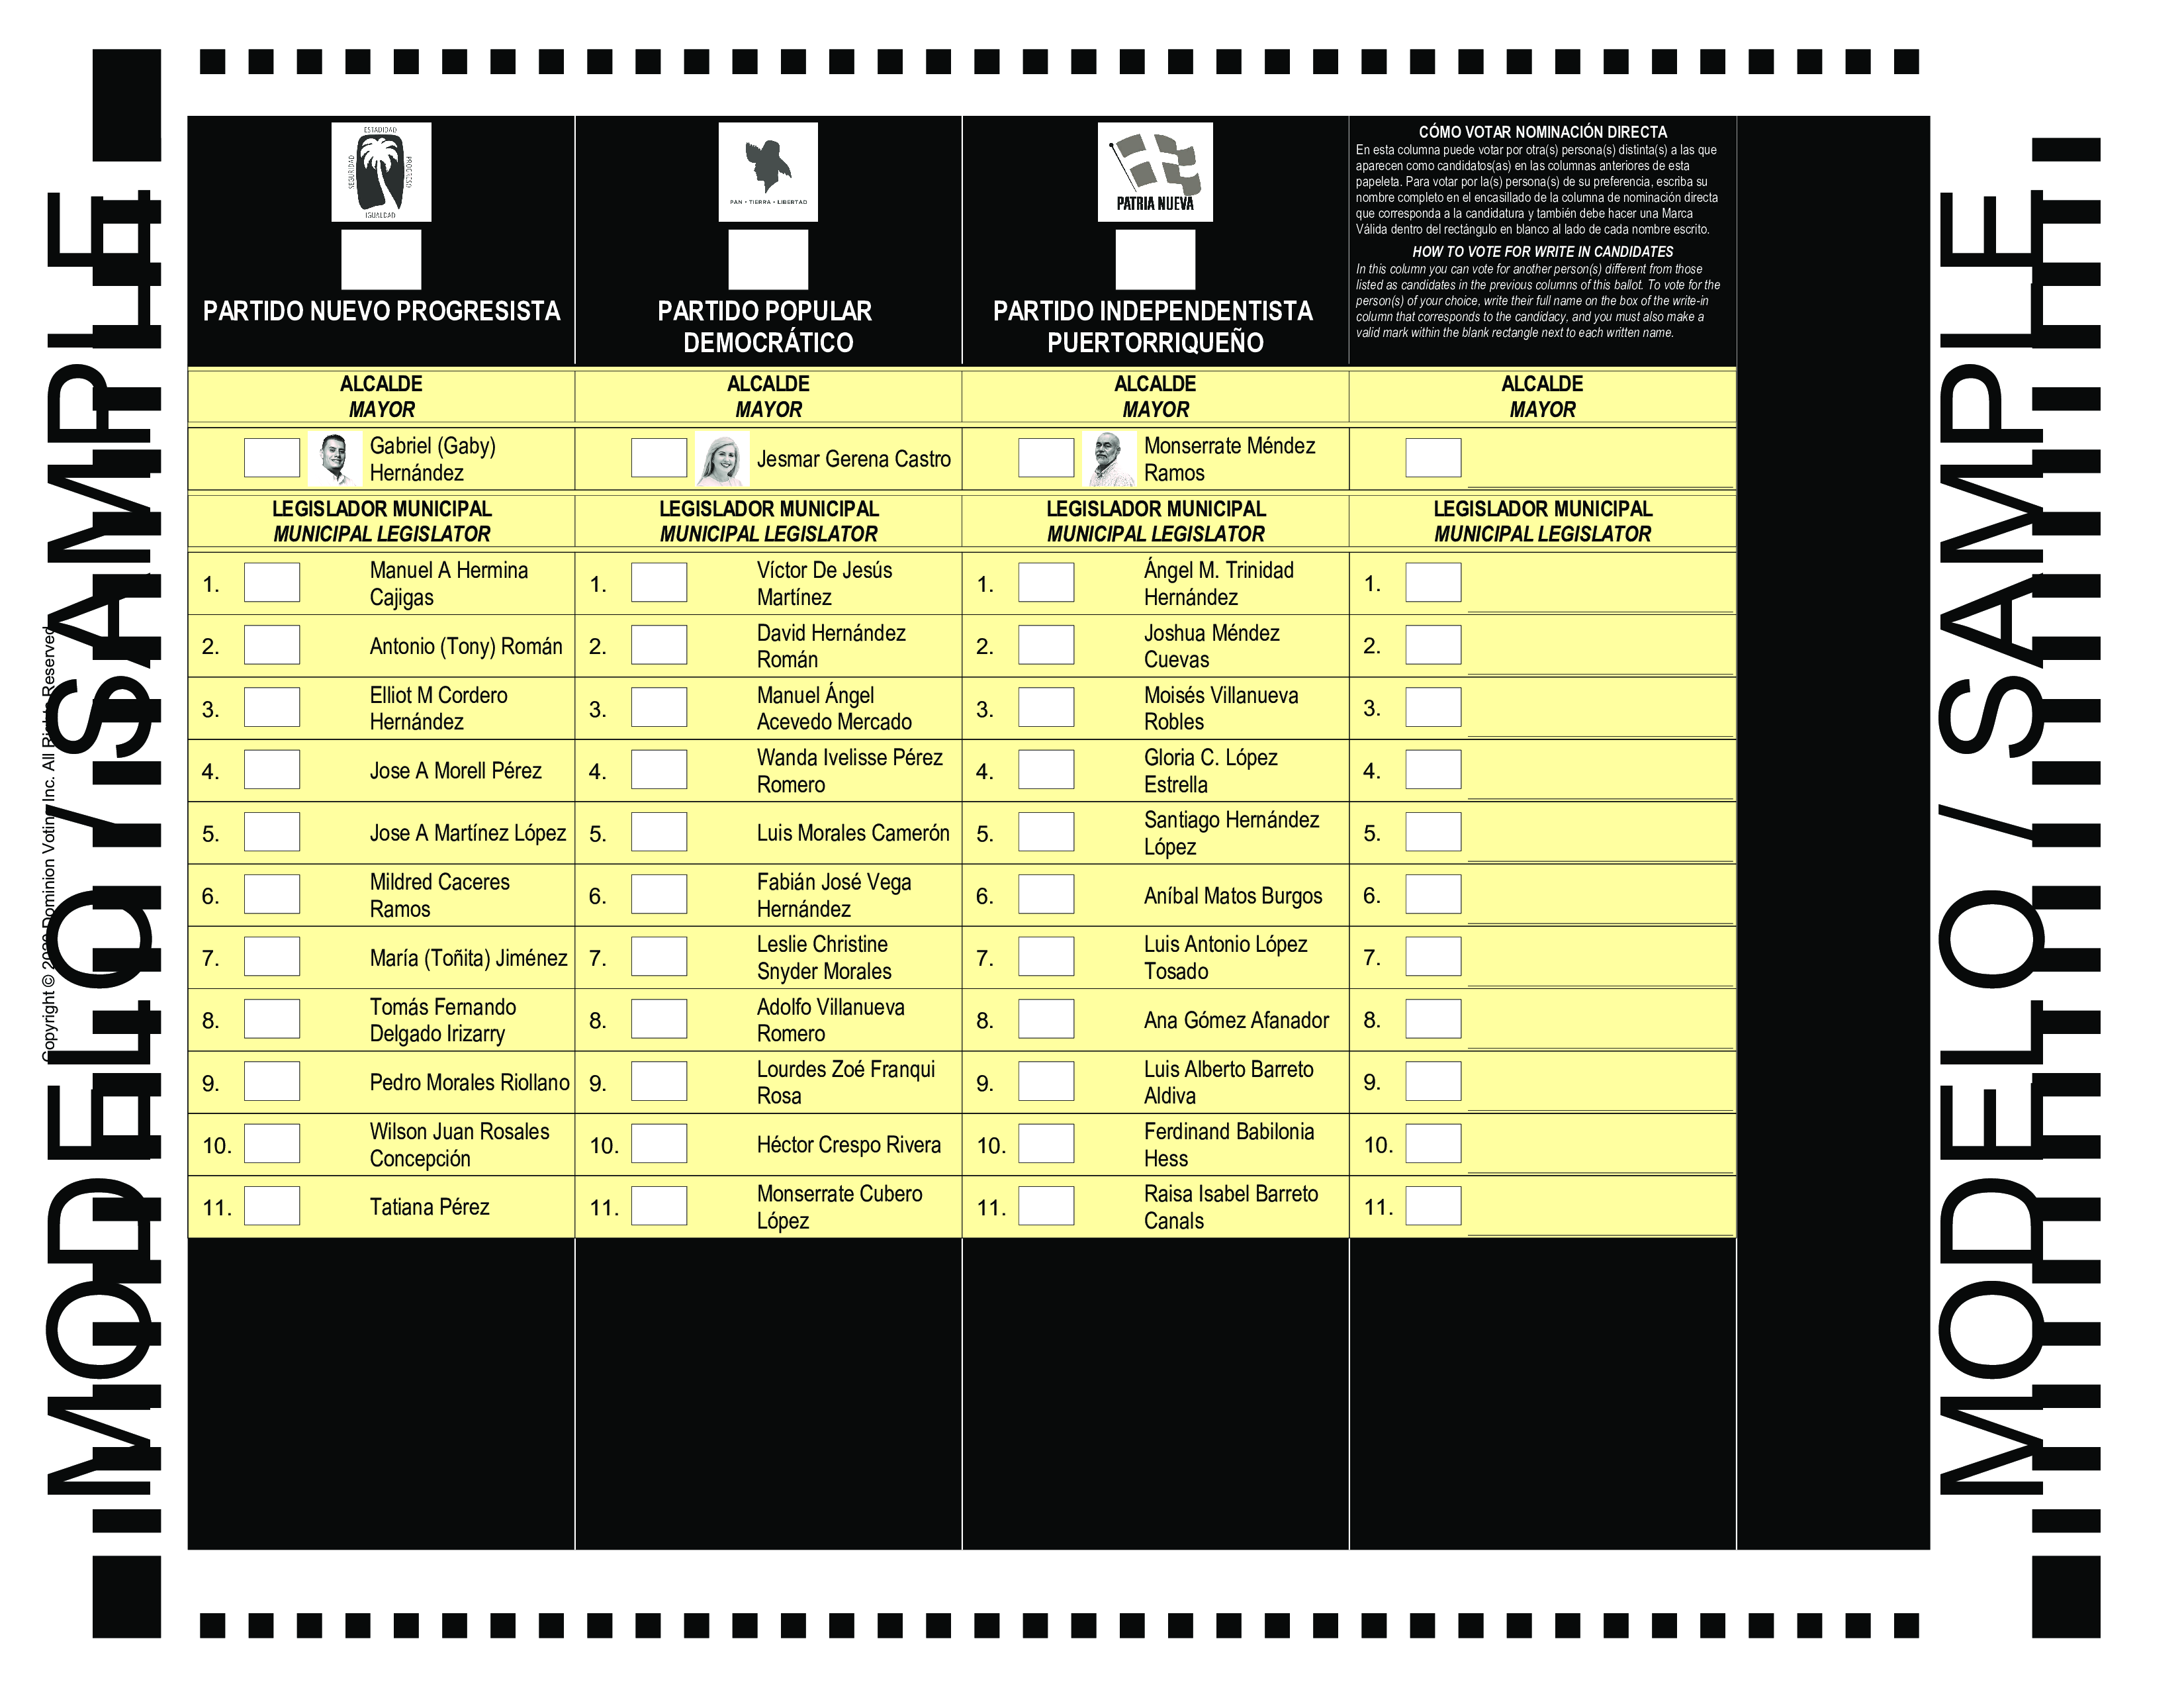 MODELO / SAMPLE
Copyright © 2020 Dominion Voting Inc. All Rights Reserved
ESTADIDAD
SEGURIDAD
PROGRESO
IGUALDAD
PARTIDO NUEVO PROGRESISTA
PAN • TIERRA • LIBERTAD
PARTIDO POPULAR
DEMOCRÁTICO
PATRIA NUEVA
PARTIDO INDEPENDENTISTA
PUERTORRIQUEÑO
CÓMO VOTAR NOMINACIÓN DIRECTA
En esta columna puede votar por otra(s) persona(s) distinta(s) a las que
aparecen como candidatos(as) en las columnas anteriores de esta
papeleta. Para votar por la(s) persona(s) de su preferencia, escriba su
nombre completo en el encasillado de la columna de nominación directa
que corresponda a la candidatura y también debe hacer una Marca
Válida dentro del rectángulo en blanco al lado de cada nombre escrito.
HOW TO VOTE FOR WRITE IN CANDIDATES
In this column you can vote for another person(s) different from those
listed as candidates in the previous columns of this ballot. To vote for the
person(s) of your choice, write their full name on the box of the write-in
column that corresponds to the candidacy, and you must also make a
valid mark within the blank rectangle next to each written name.
ALCALDE
MAYOR
Gabriel (Gaby)
Hernández
LEGISLADOR MUNICIPAL
MUNICIPAL LEGISLATOR
1. Manuel A Hermina
Cajigas
2. Antonio (Tony) Román
3. Elliot M Cordero
Hernández
4. Jose A Morell Pérez
5. Jose A Martínez López
6. Mildred Caceres
Ramos
7. María (Toñita) Jiménez
8. Tomás Fernando
Delgado Irizarry
9. Pedro Morales Riollano
10. Wilson Juan Rosales
Concepción
11. Tatiana Pérez
ALCALDE
MAYOR
Jesmar Gerena Castro
LEGISLADOR MUNICIPAL
MUNICIPAL LEGISLATOR
1. Víctor De Jesús
Martínez
2. David Hernández
Román
3. Manuel Ángel
Acevedo Mercado
4. Wanda Ivelisse Pérez
Romero
5. Luis Morales Camerón
6. Fabián José Vega
Hernández
7. Leslie Christine
Snyder Morales
8. Adolfo Villanueva
Romero
9. Lourdes Zoé Franqui
Rosa
10. Héctor Crespo Rivera
11. Monserrate Cubero
López
ALCALDE
MAYOR
Monserrate Méndez
Ramos
LEGISLADOR MUNICIPAL
MUNICIPAL LEGISLATOR
1. Ángel M. Trinidad
Hernández
2. Joshua Méndez
Cuevas
3. Moisés Villanueva
Robles
4. Gloria C. López
Estrella
5. Santiago Hernández
López
6. Aníbal Matos Burgos
7. Luis Antonio López
Tosado
8. Ana Gómez Afanador
9. Luis Alberto Barreto
Aldiva
10. Ferdinand Babilonia
Hess
11. Raisa Isabel Barreto
Canals
ALCALDE
MAYOR
LEGISLADOR MUNICIPAL
MUNICIPAL LEGISLATOR
1.
2.
3.
4.
5.
6.
7.
8.
9.
10.
11.
MODELO / SAMPLE